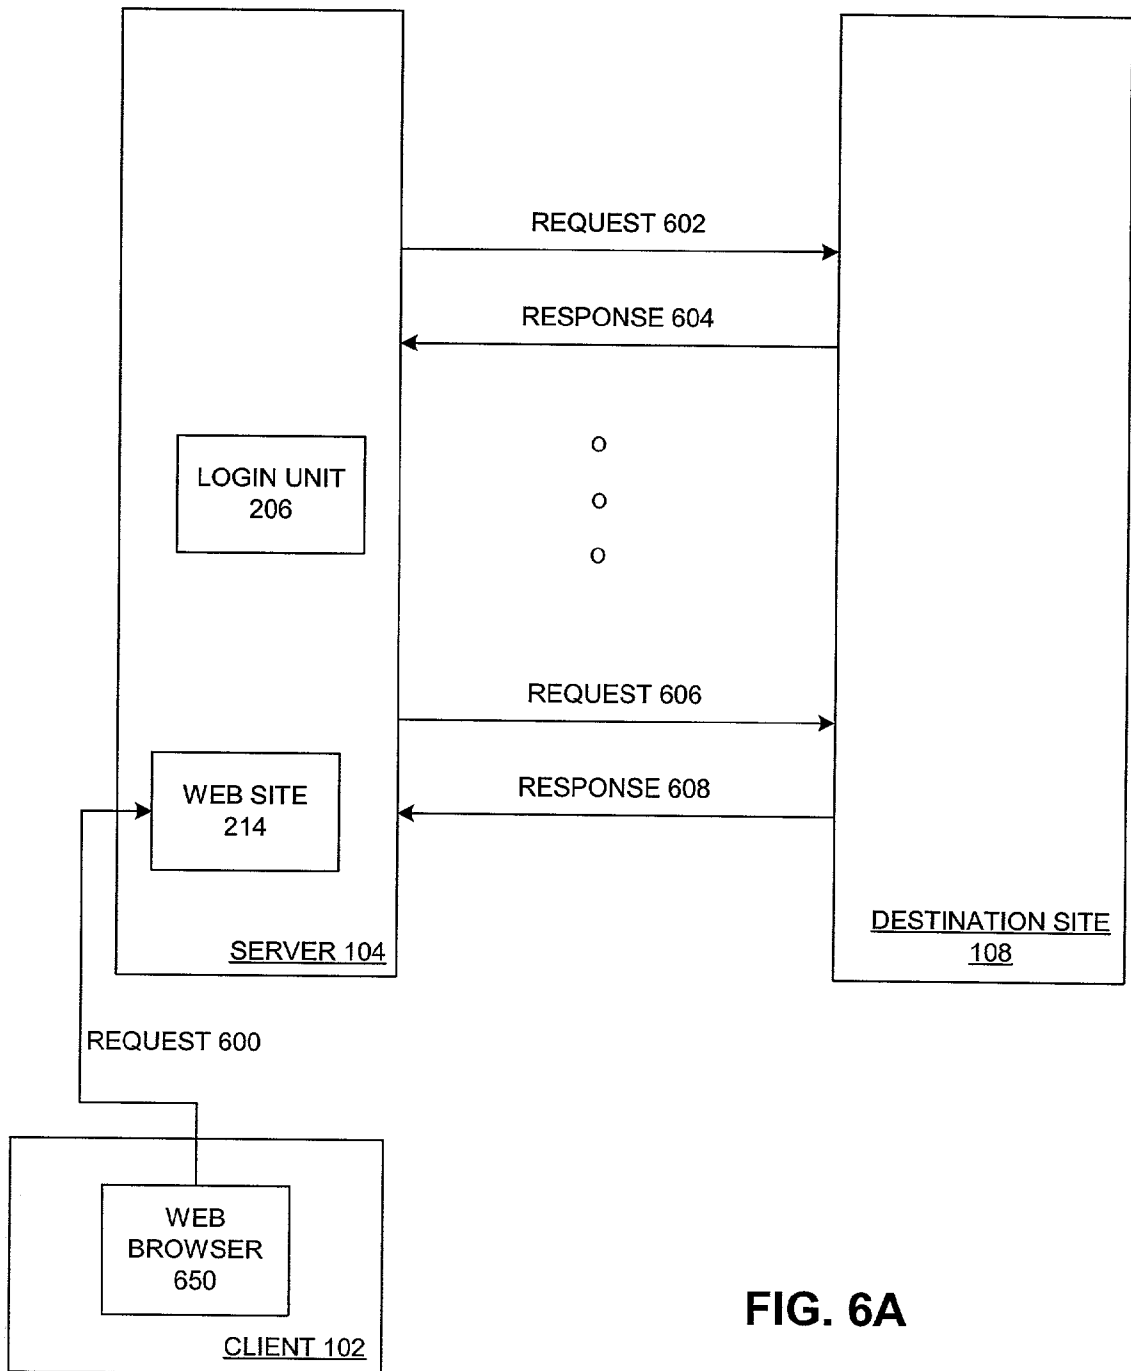 REQUEST 602
RESPONSE 604
o
o
o
LOGIN UNIT
206
REQUEST 606
RESPONSE 608
WEB SITE
214
SERVER 104
DESTINATION SITE
108
REQUEST 600
WEB
BROWSER
650
CLIENT 102
FIG. 6A